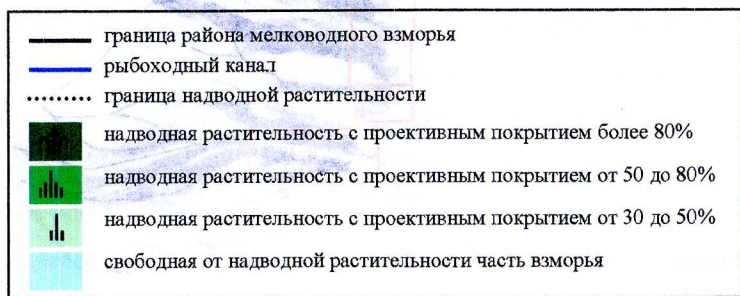 граница района мелководного взморья
рыбоходный канал
граница надводной растительности
надводная растительность с проективным покрытием более 80%
надводная растительность с проективным покрытием от 50 до 80%
надводная растительность с проективным покрытием от 30 до 50%
свободная от надводной растительности часть взморья